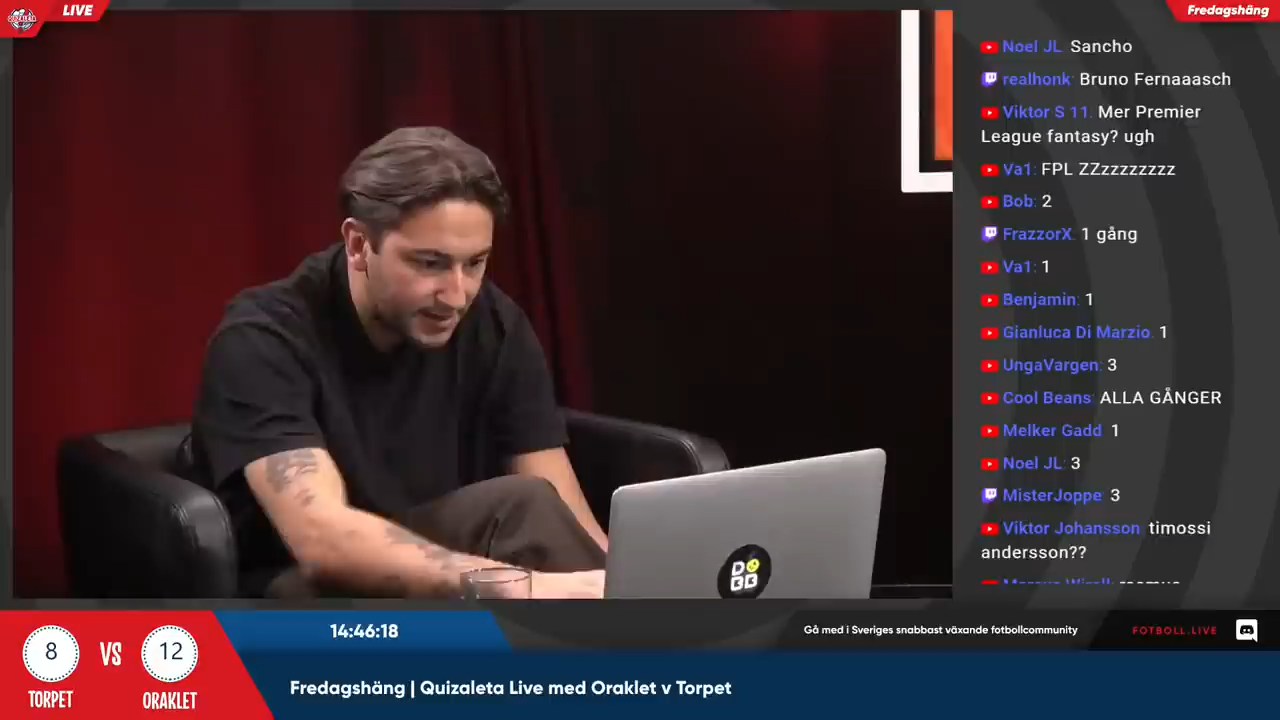 QUIZALETA
LIVE
Fredagshäng
Noel JL: Sancho
realhonk: Bruno Fernaaasch
Viktor S 11: Mer Premier
League fantasy? ugh
Va1: FPL ZZzzzzzzzz
Bob: 2
FrazzorX: 1 gång
Va1: 1
Benjamin: 1
Gianluca Di Marzio: 1
UngaVargen: 3
Cool Beans: ALLA GÅNGER
Melker Gadd: 1
Noel JL: 3
MisterJoppe: 3
Viktor Johansson: timossi
andersson??
DOBB
8
VS
12
TORPET
ORAKLET
14:46:18
Gå med i Sveriges snabbast växande fotbollcommunity
FOTBOLL.LIVE
Fredagshäng | Quizaleta Live med Oraklet v Torpet